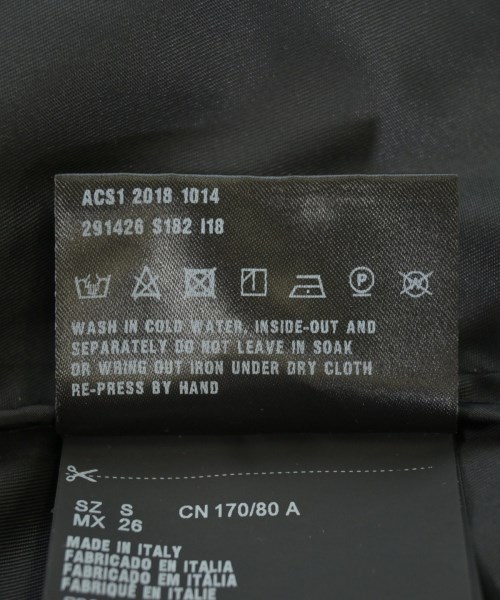 ACS1 2018 1014
291426 S182 I18
P
W
WASH IN COLD WATER, INSIDE-OUT AND
SEPARATELY DO NOT LEAVE IN SOAK
OR WRING OUT IRON UNDER DRY CLOTH
RE-PRESS BY HAND
SZ S CN 170/80 A
MX 26
MADE IN ITALY
FABRICADO EN ITALIA
FABRICADO EM ITALIA
FABRIQUE EN ITALIE